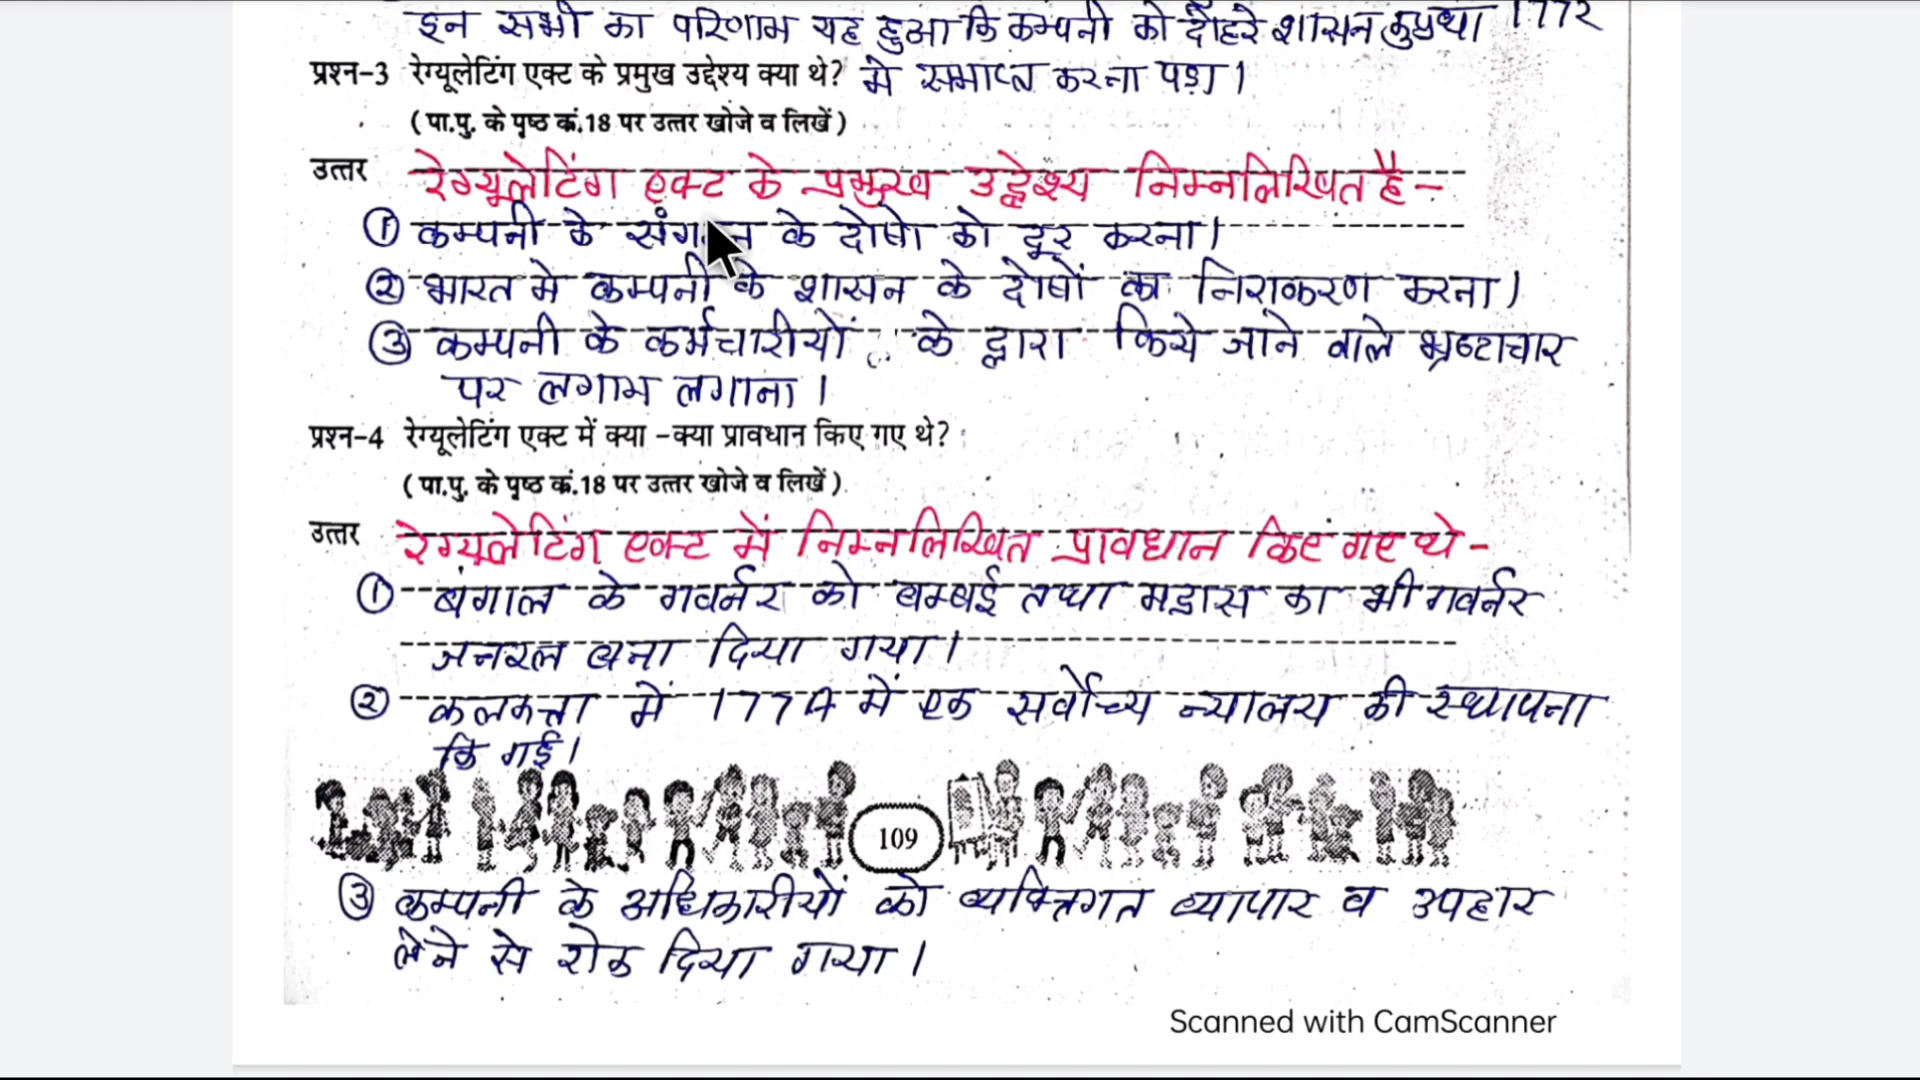 इन सभी का परिणाम यह हुआ कि कम्पनी को दोहरे शासन कुप्रथा 1772
प्रश्न-3 रेग्यूलेटिंग एक्ट के प्रमुख उद्देश्य क्या थे? मे समाप्त करना पड़ा।
( पा.पु. के पृष्ठ कं.18 पर उत्तर खोजे व लिखें )
उत्तर रेग्यूलेटिंग एक्ट के प्रमुख उद्देश्य निम्नलिखित है-
① कम्पनी के के दोषो को दूर करना।
② भारत मे कम्पनी के शासन के दोषों का निराकरण करना।
③ कम्पनी के कर्मचारीयों के द्वारा किये जाने वाले भ्रष्टाचार
पर लगाम लगाना।
प्रश्न-4 रेग्यूलेटिंग एक्ट में क्या -क्या प्रावधान किए गए थे?
( पा.पु. के पृष्ठ कं.18 पर उत्तर खोजे व लिखें )
उत्तर रेग्यूलेटिंग एक्ट में निम्नलिखित प्रावधान किए गए थे-
① बंगाल के गवर्नर को बम्बई तथा मद्रास का भी गवर्नर
जनरल बना दिया गया।
② कलकत्ता में 1774 में एक सर्वोच्य न्यालय की स्थापना
कि गई।
109
③ कम्पनी के अधिकारीयों को व्यक्तिगत व्यापार व उपहार
लेने से रोक दिया गया।
Scanned with CamScanner